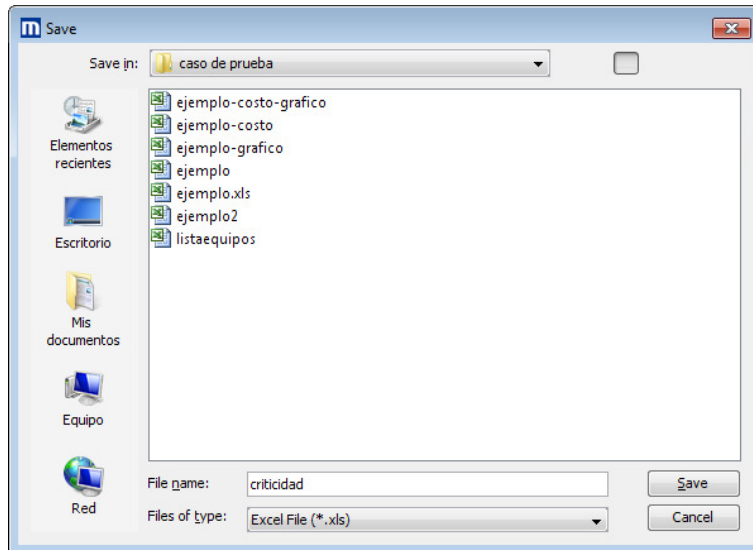 m Save
Save in: caso de prueba
Elementos recientes
Escritorio
Mis documentos
Equipo
Red
ejemplo-costo-grafico
ejemplo-costo
ejemplo-grafico
ejemplo
ejemplo.xls
ejemplo2
listaequipos
File name: criticidad Save
Files of type: Excel File (*.xls) Cancel